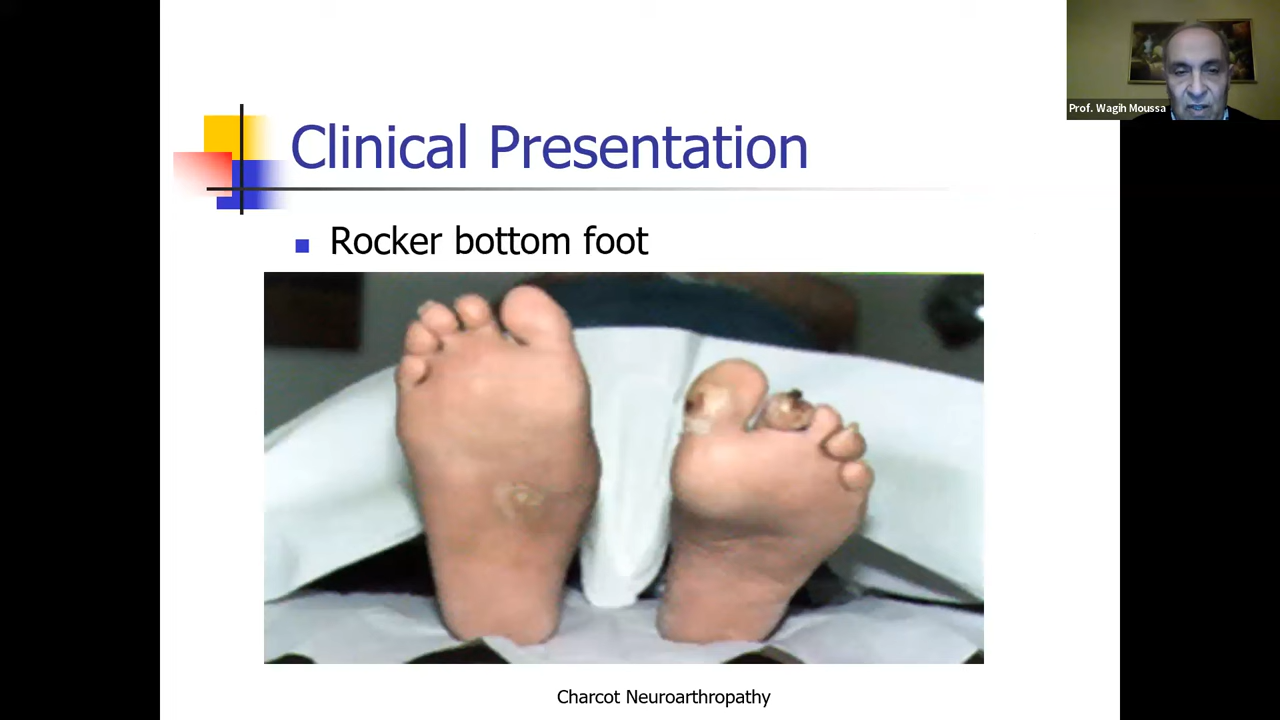 Prof. Wagih Moussa
Clinical Presentation
Rocker bottom foot
Charcot Neuroarthropathy